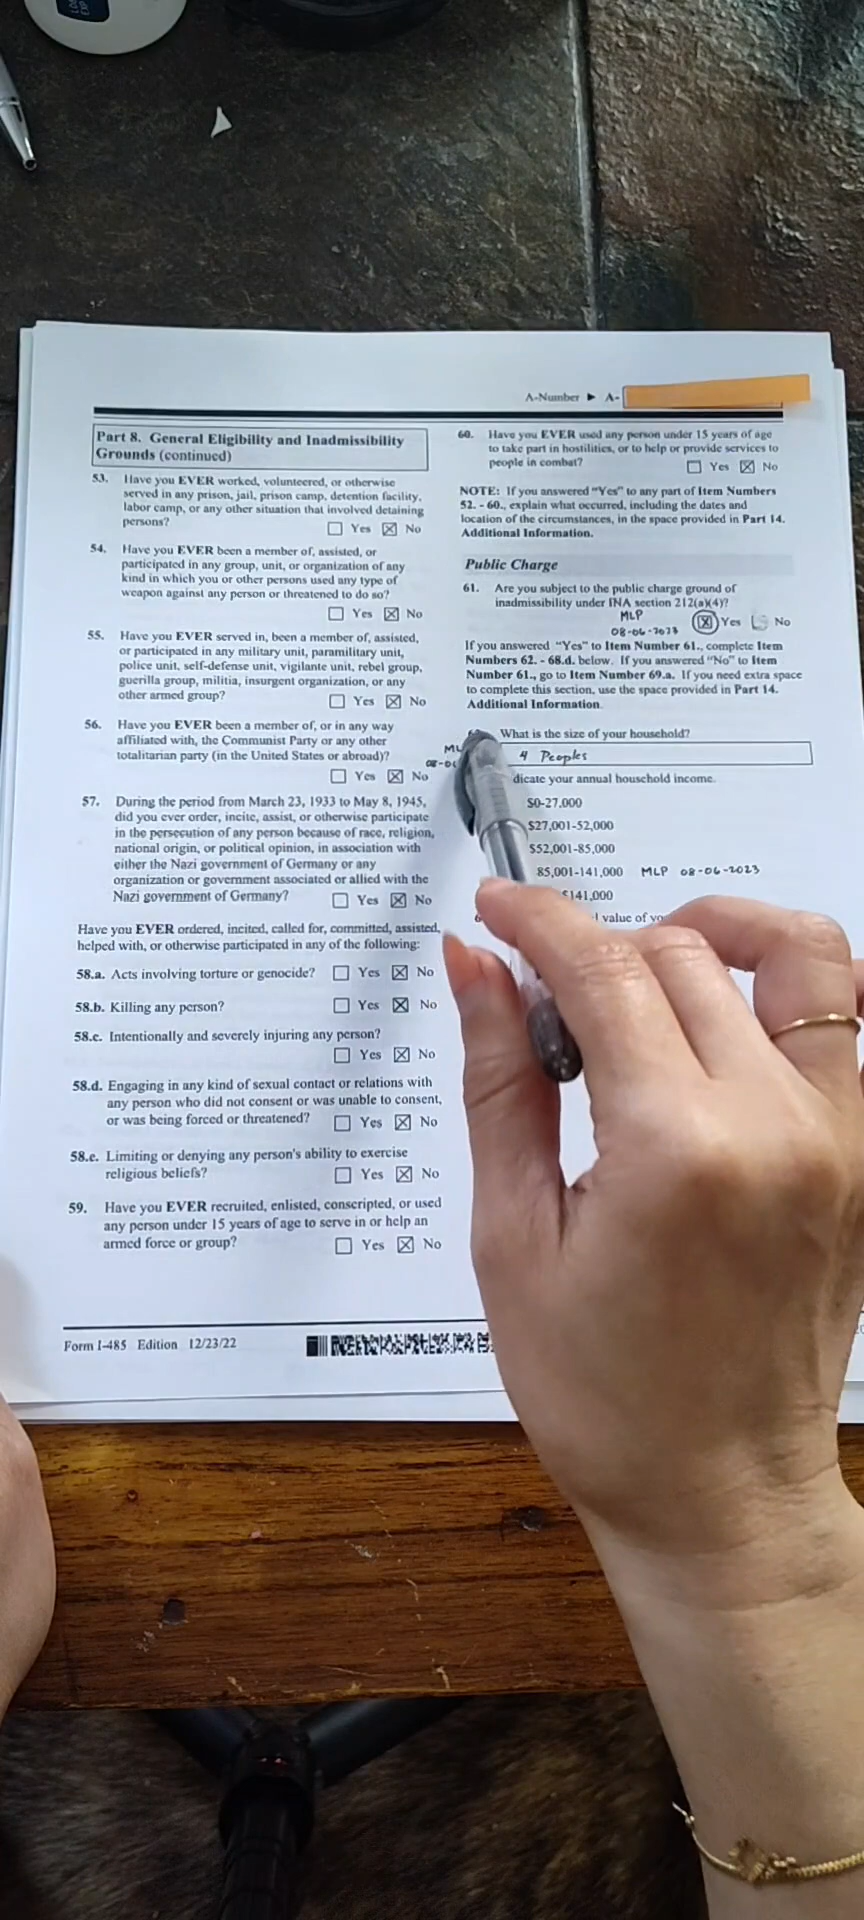 A-Number ► A-
Part 8. General Eligibility and Inadmissibility
Grounds (continued)
53. Have you EVER worked, volunteered, or otherwise
served in any prison, jail, prison camp, detention facility,
labor camp, or any other situation that involved detaining
persons?
Yes No
54. Have you EVER been a member of, assisted, or
participated in any group, unit, or organization of any
kind in which you or other persons used any type of
weapon against any person or threatened to do so?
Yes No
55. Have you EVER served in, been a member of, assisted,
or participated in any military unit, paramilitary unit,
police unit, self-defense unit, vigilante unit, rebel group,
guerilla group, militia, insurgent organization, or any
other armed group?
Yes No
56. Have you EVER been a member of, or in any way
affiliated with, the Communist Party or any other
totalitarian party (in the United States or abroad)?
Yes No
57. During the period from March 23, 1933 to May 8, 1945,
did you ever order, incite, assist, or otherwise participate
in the persecution of any person because of race, religion,
national origin, or political opinion, in association with
either the Nazi government of Germany or any
organization or government associated or allied with the
Nazi government of Germany?
Yes No
Have you EVER ordered, incited, called for, committed, assisted,
helped with, or otherwise participated in any of the following:
58.a. Acts involving torture or genocide? Yes No
58.b. Killing any person? Yes No
58.c. Intentionally and severely injuring any person?
Yes No
58.d. Engaging in any kind of sexual contact or relations with
any person who did not consent or was unable to consent,
or was being forced or threatened? Yes No
58.e. Limiting or denying any person's ability to exercise
religious beliefs? Yes No
59. Have you EVER recruited, enlisted, conscripted, or used
any person under 15 years of age to serve in or help an
armed force or group? Yes No
60. Have you EVER used any person under 15 years of age
to take part in hostilities, or to help or provide services to
people in combat? Yes No
NOTE: If you answered "Yes" to any part of Item Numbers
52. - 60., explain what occurred, including the dates and
location of the circumstances, in the space provided in Part 14.
Additional Information.
Public Charge
61. Are you subject to the public charge ground of
inadmissibility under INA section 212(a)(4)?
MLP
08-06-2023 Yes No
If you answered "Yes" to Item Number 61., complete Item
Numbers 62. - 68.d. below. If you answered "No" to Item
Number 61., go to Item Number 69.a. If you need extra space
to complete this section, use the space provided in Part 14.
Additional Information.
What is the size of your household?
4 Peoples
dicate your annual household income.
$0-27,000
$27,001-52,000
$52,001-85,000
85,001-141,000 MLP 08-06-2023
$141,000
value of
Form I-485 Edition 12/23/22